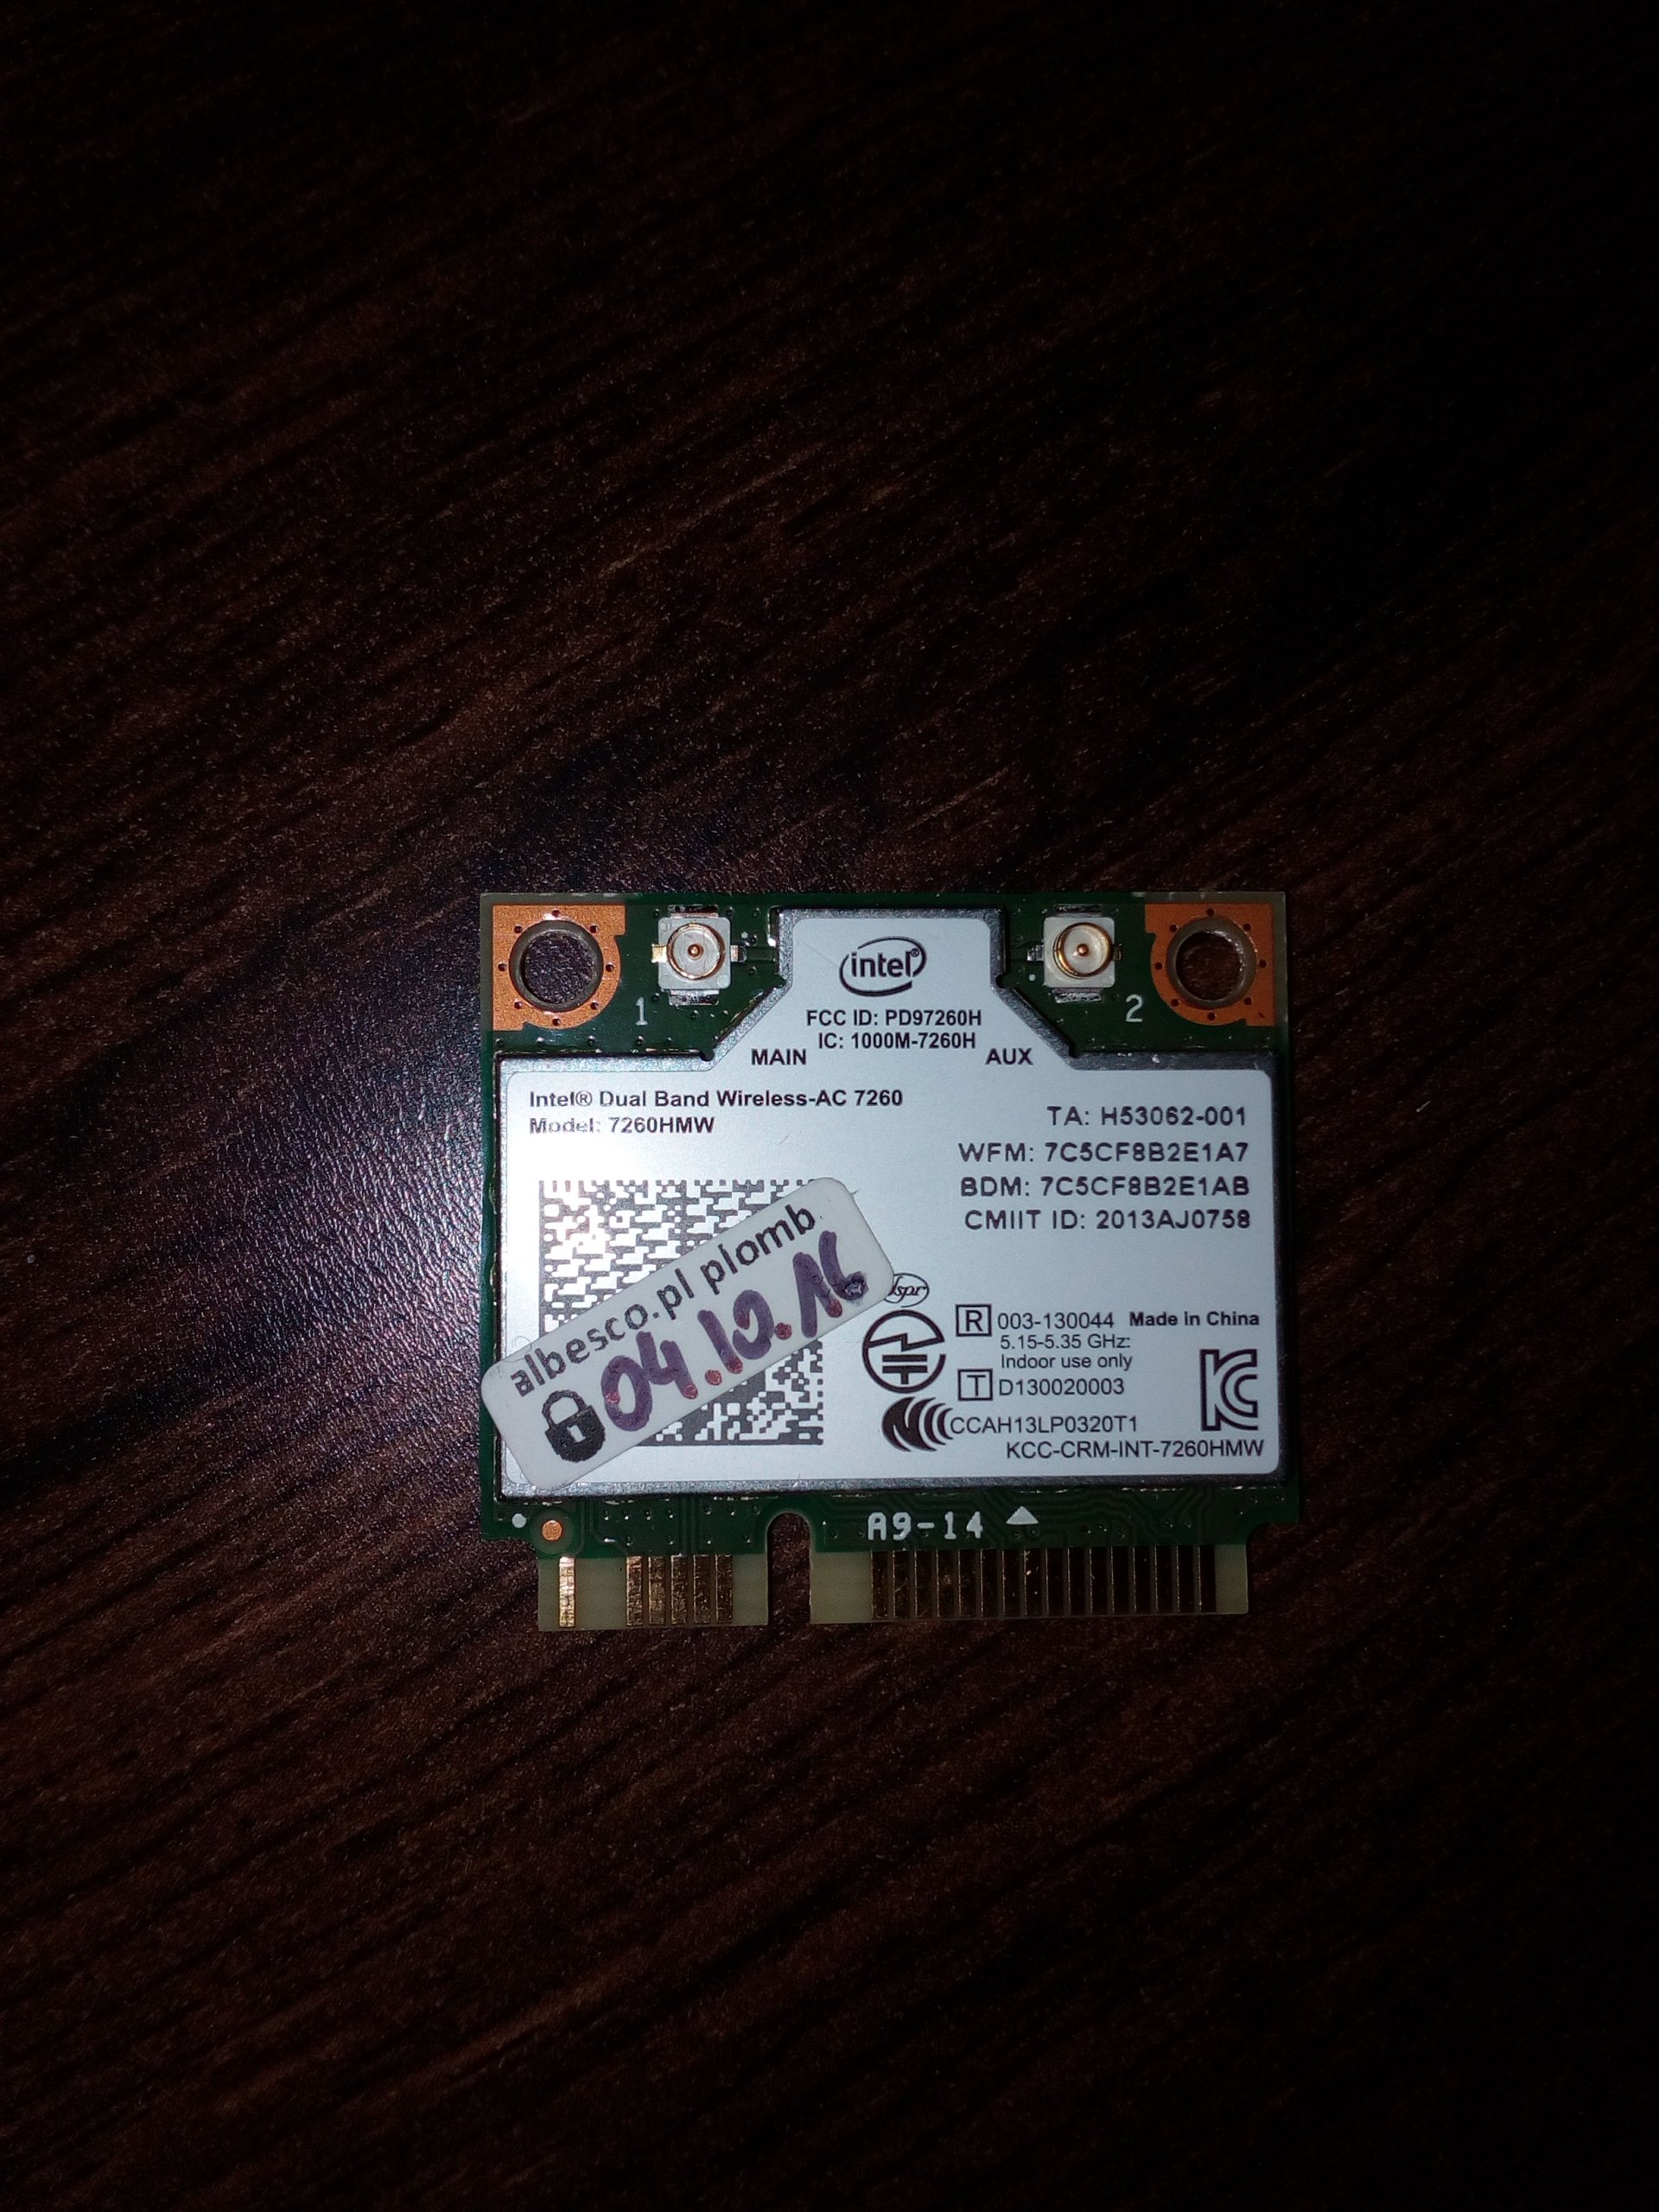 intel®
1 2
FCC ID: PD97260H
IC: 1000M-7260H
MAIN AUX
Intel® Dual Band Wireless-AC 7260
Model: 7260HMW
TA: H53062-001
WFM: 7C5CF8B2E1A7
BDM: 7C5CF8B2E1AB
CMIIT ID: 2013AJ0758
albesco.pl plomb
04.10.16
R 003-130044 Made in China
5.15-5.35 GHz:
Indoor use only
T D130020003
CCAH13LP0320T1
KCC-CRM-INT-7260HMW
A9-14